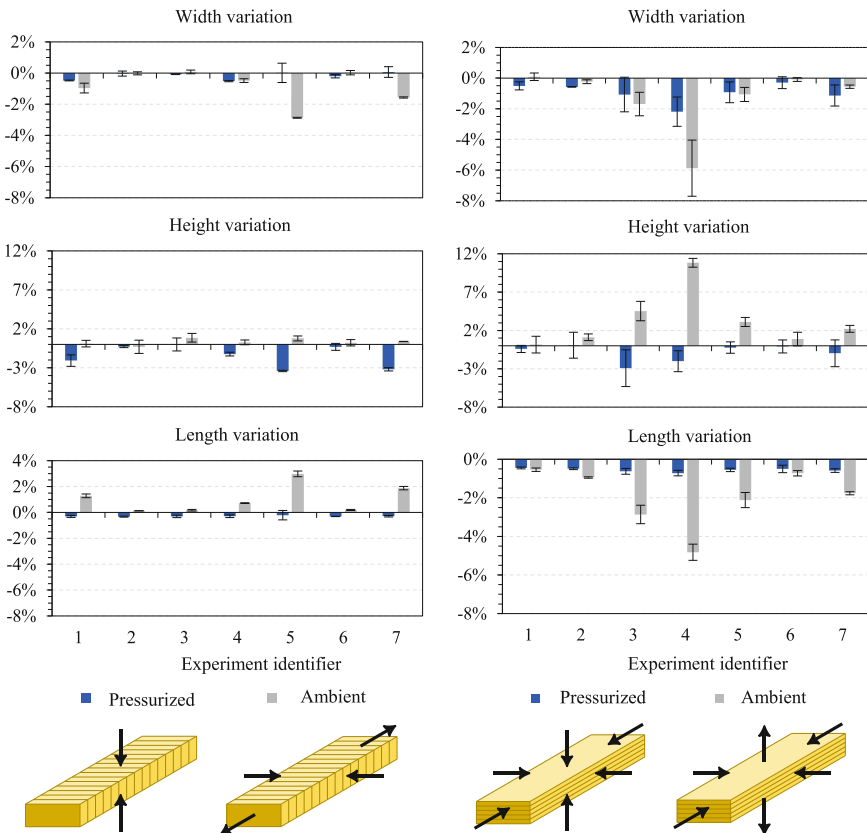 Width variation
2%
0%
-2%
-4%
-6%
-8%
Height variation
12%
7%
2%
-3%
-8%
Length variation
4%
2%
0%
-2%
-4%
-6%
-8%
1 2 3 4 5 6 7
Experiment identifier
Pressurized Ambient
Width variation
2%
0%
-2%
-4%
-6%
-8%
Height variation
12%
7%
2%
-3%
-8%
Length variation
0%
-2%
-4%
-6%
-8%
1 2 3 4 5 6 7
Experiment identifier
Pressurized Ambient